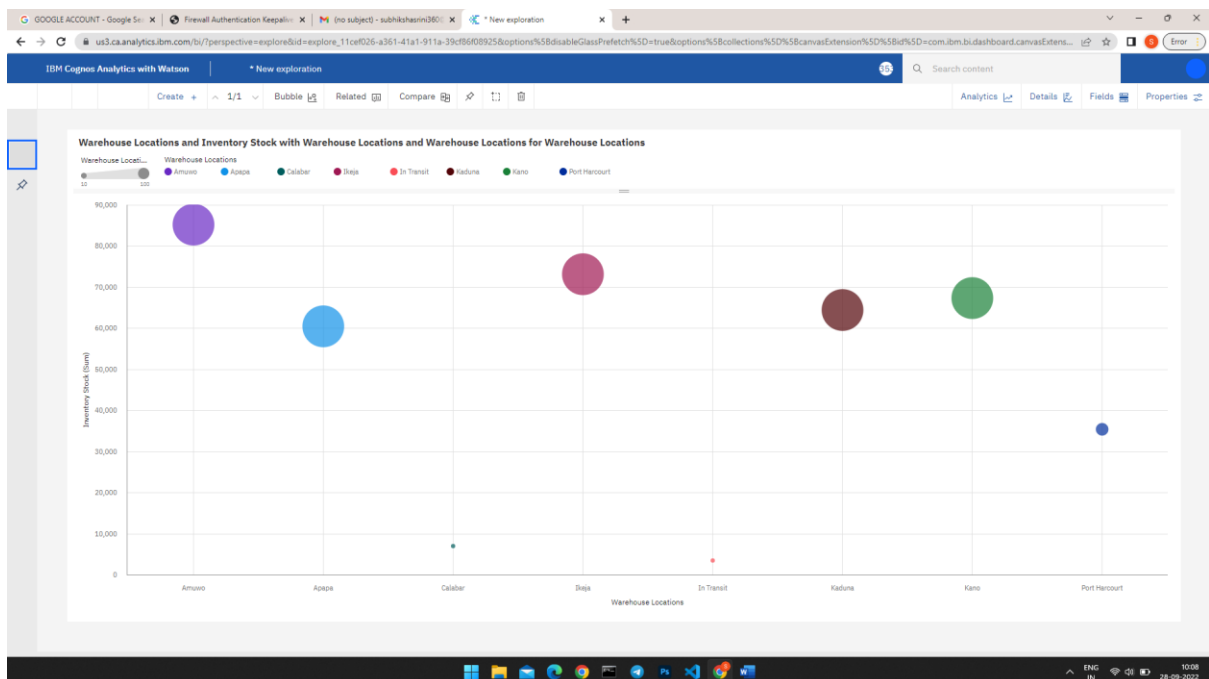 GOOGLE ACCOUNT - Google Se
Firewall Authentication Keepaliv
(no subject) - subhikshasrini380
* New exploration
us3.ca.analytics.ibm.com/bi/?perspective=explore&id=explore_11cef026-a361-41a1-911a-39cf86f08925&options%5BdisableGlassPrefetch%5D=true&options%5Bcollections%5D%5BcanvasExtension%5D%5Bid%5D=com.ibm.bi.dashboard.canvasExtens...
S
Error
IBM Cognos Analytics with Watson
* New exploration
Search content
Create +
1/1
Bubble
Related
Compare
Analytics
Details
Fields
Properties
Warehouse Locations and Inventory Stock with Warehouse Locations and Warehouse Locations for Warehouse Locations
Warehouse Locati...
Warehouse Locations
10
100
Amuwo
Apapa
Calabar
Ikeja
In Transit
Kaduna
Kano
Port Harcourt
90,000
80,000
70,000
60,000
50,000
40,000
30,000
20,000
10,000
0
Inventory Stock (Sum)
Amuwo
Apapa
Calabar
Ikeja
In Transit
Kaduna
Kano
Port Harcourt
Warehouse Locations
Ps
ENG
IN
10:08
28-09-2022